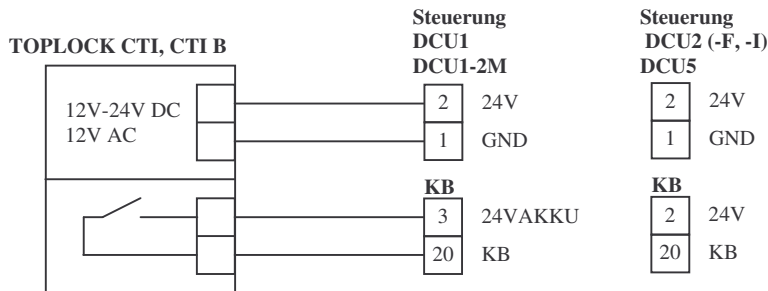 Steuerung
DCU1
DCU1-2M
Steuerung
DCU2 (-F, -I)
DCU5
TOPLOCK CTI, CTI B
12V-24V DC
12V AC
2 24V
1 GND
2 24V
1 GND
KB
3 24VAKKU
20 KB
KB
2 24V
20 KB